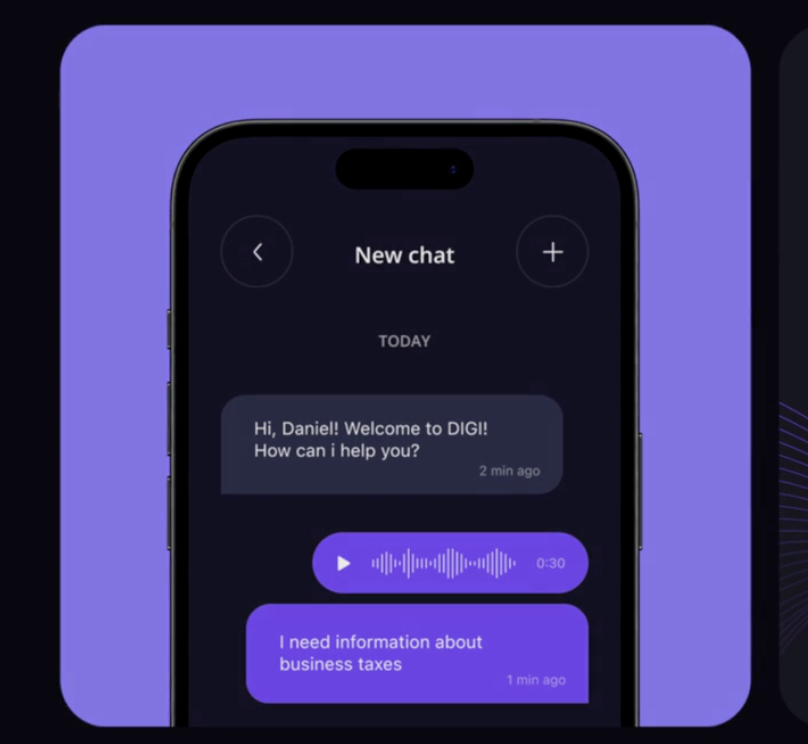 New chat
TODAY
Hi, Daniel! Welcome to DIGI!
How can i help you?
2 min ago
0:30
I need information about
business taxes
1 min ago